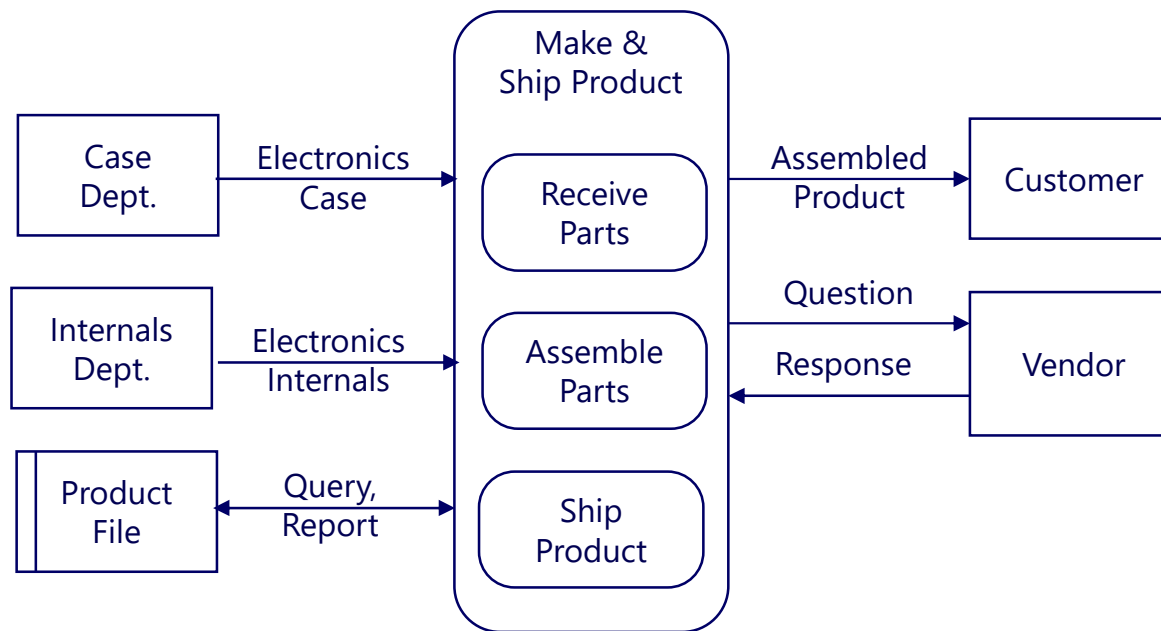 Make &
Ship Product
Case
Dept.
Electronics
Case
Receive
Parts
Assembled
Product
Customer
Internals
Dept.
Electronics
Internals
Assemble
Parts
Question
Response
Vendor
Product
File
Query,
Report
Ship
Product